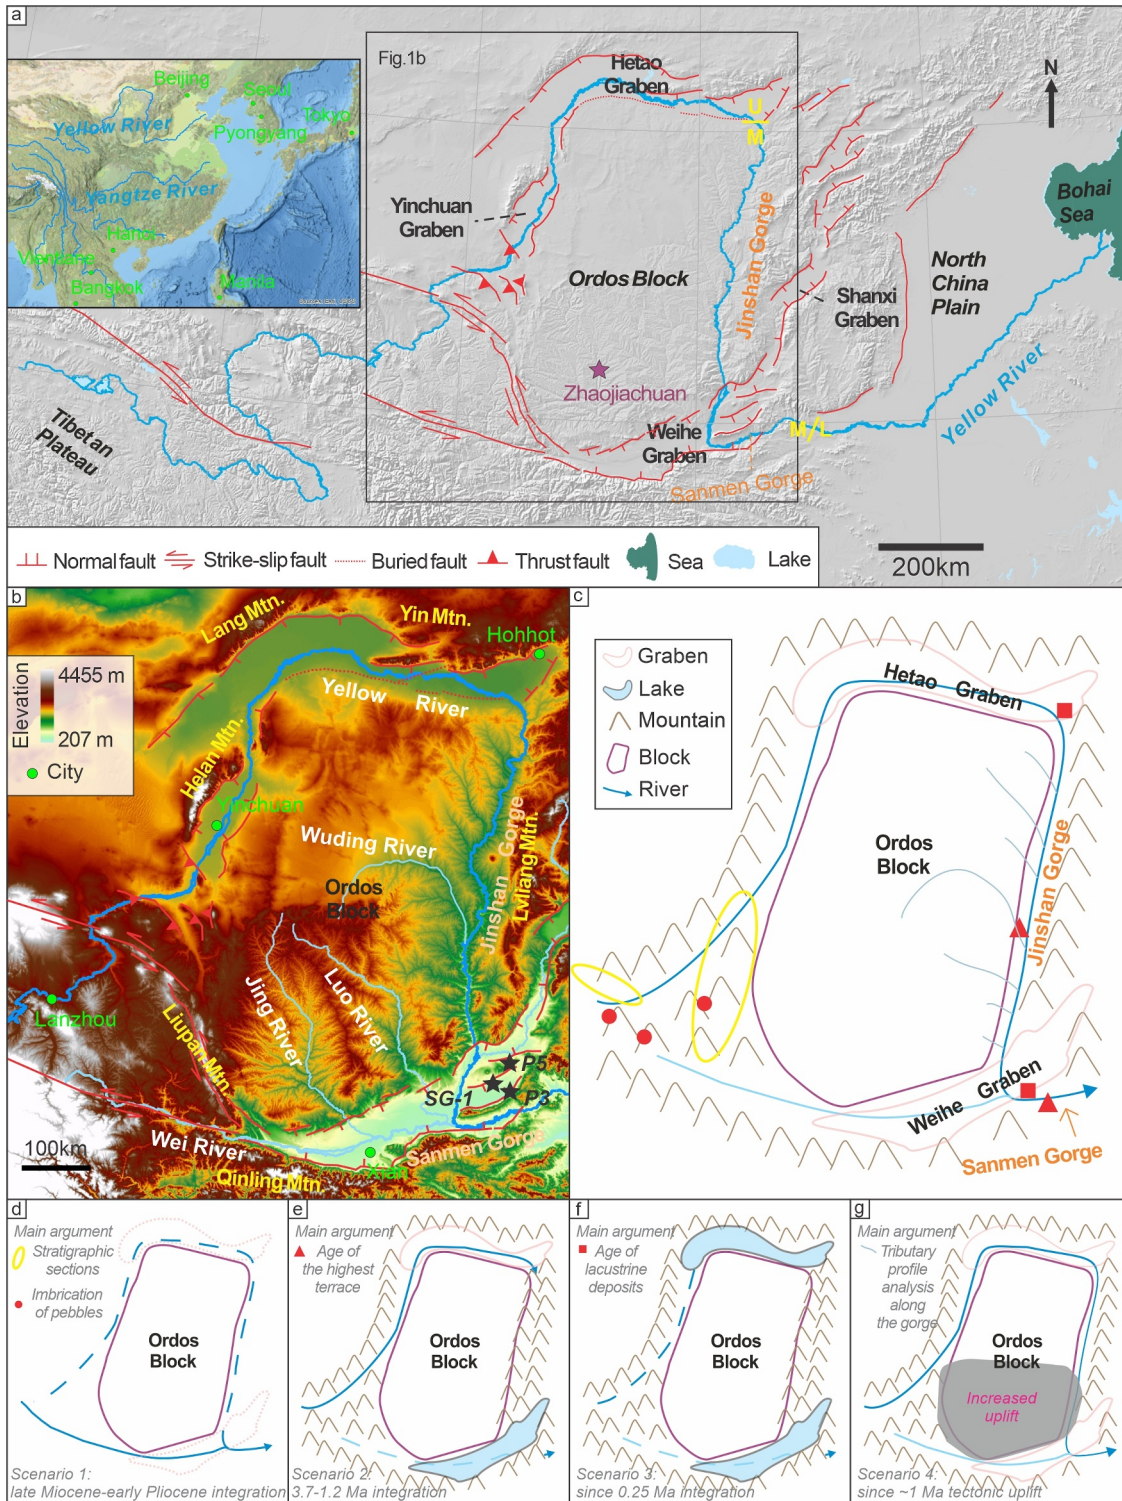 a
Fig.1b
Beijing
Seoul
Tokyo
Pyongyang
Yellow River
Yangtze River
Hanoi
Vientiane
Bangkok
Manila
Hetao
Graben
U
M
N
Bohai
Sea
Yinchuan
Graben
Ordos Block
Jinshan Gorge
Shanxi
Graben
North
China
Plain
Zhaojiachuan
Yellow River
Tibetan
Plateau
Weihe
Graben
M/L
Sanmen Gorge
Normal fault
Strike-slip fault
Buried fault
Thrust fault
Sea
Lake
200km
b
Lang Mtn.
Yin Mtn.
Hohhot
Elevation
4455 m
207 m
City
Yellow River
Helan Mtn.
Yinchuan
Wuding River
Ordos
Block
Jinshan Gorge
Lvliang Mtn.
Jing River
Luo River
Lanzhou
Liupan Mtn.
P5
SG-1
P3
Wei River
Sanmen Gorge
100km
Xian
Qinling Mtn
c
Graben
Lake
Mountain
Block
River
Hetao Graben
Ordos
Block
Jinshan Gorge
Weihe Graben
Sanmen Gorge
d
Main argument
Stratigraphic
sections
Imbrication
of pebbles
Ordos
Block
Scenario 1:
late Miocene-early Pliocene integration
e
Main argument
Age of
the highest
terrace
Ordos
Block
Scenario 2:
3.7-1.2 Ma integration
f
Main argument
Age of
lacustrine
deposits
Ordos
Block
Scenario 3:
since 0.25 Ma integration
g
Main argument
Tributary
profile
analysis
along
the gorge
Ordos
Block
Increased
uplift
Scenario 4:
since ~1 Ma tectonic uplift